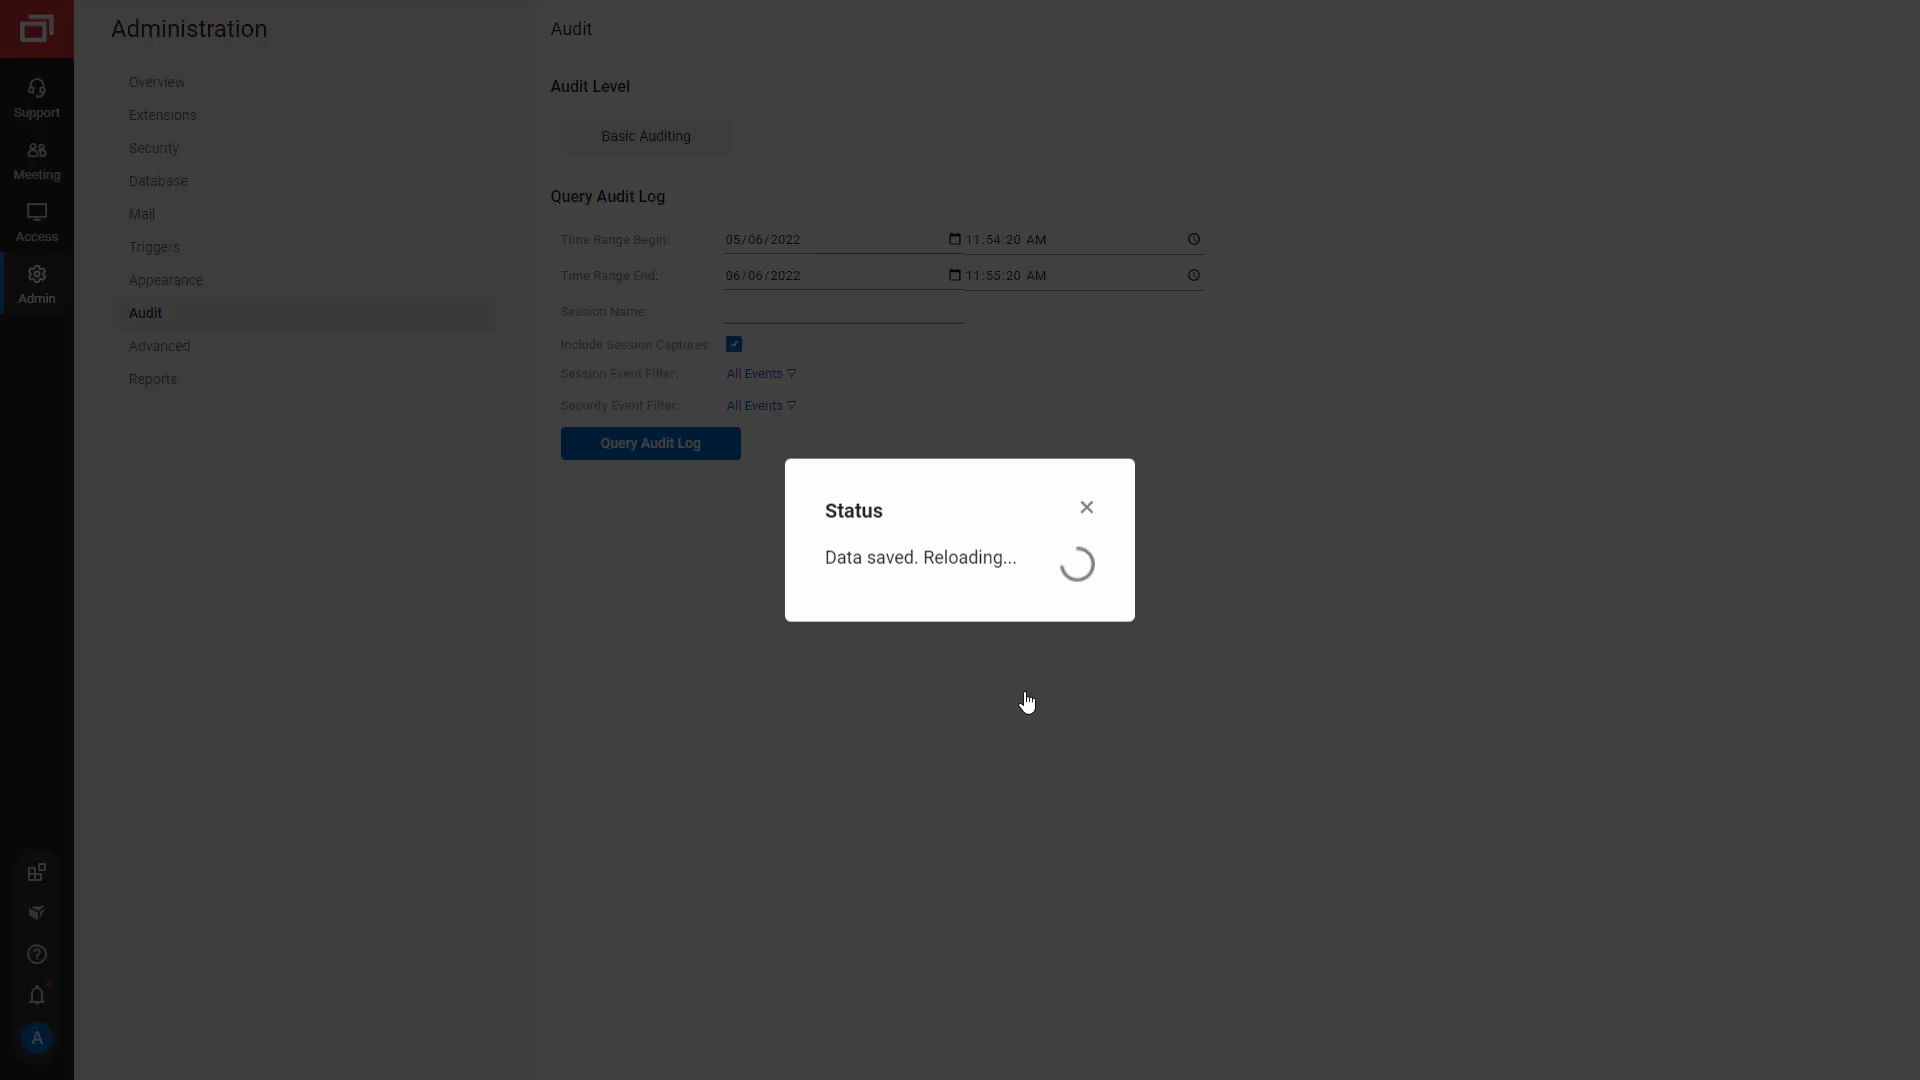 Administration
Overview
Extensions
Security
Database
Mail
Triggers
Appearance
Audit
Advanced
Reports
Support
Meeting
Access
Admin
A
Audit
Audit Level
Basic Auditing
Query Audit Log
Time Range Begin: 05/06/2022 11:54:20 AM
Time Range End: 06/06/2022 11:55:20 AM
Session Name:
Include Session Captures:
Session Event Filter: All Events
Security Event Filter: All Events
Query Audit Log
Status
Data saved. Reloading...